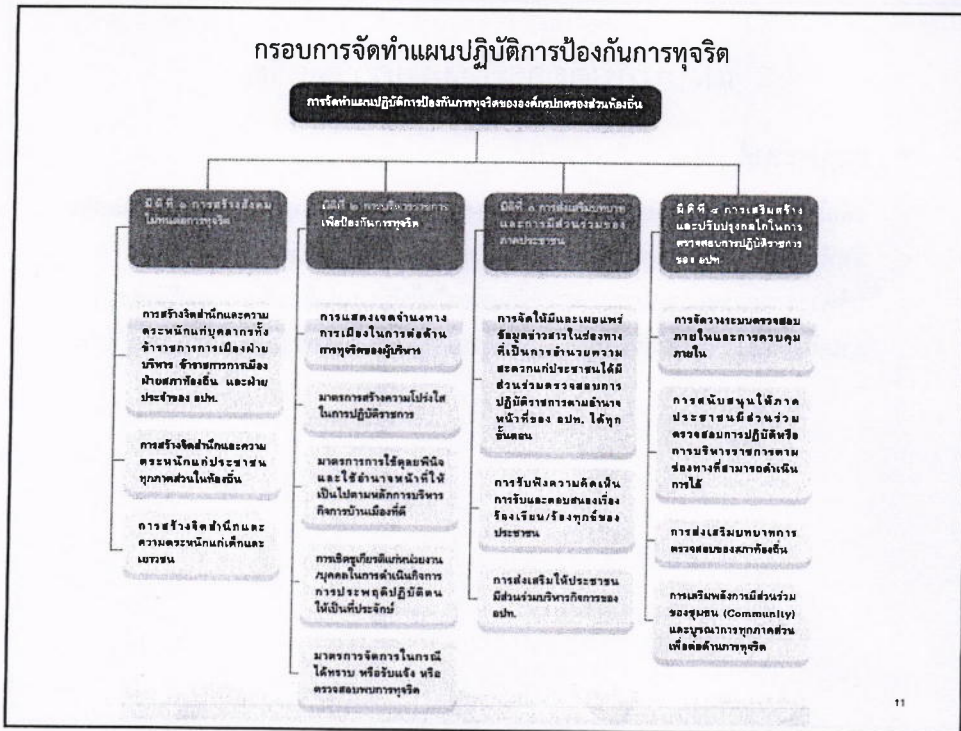 กรอบการจัดทำแผนปฏิบัติการป้องกันการทุจริต
การจัดทำแผนปฏิบัติการป้องกันการทุจริตขององค์กรปกครองส่วนท้องถิ่น
มิติที่ ๑ การสร้างสังคม
ไม่ทนต่อการทุจริต
การสร้างจิตสำนึกและความ
ตระหนักแก่บุคลากรทั้ง
ข้าราชการการเมืองฝ่าย
บริหาร ข้าราชการการเมือง
ฝ่ายสภาท้องถิ่น และฝ่าย
ประจำของ อปท.
การสร้างจิตสำนึกและความ
ตระหนักแก่ประชาชน
ทุกภาคส่วนในท้องถิ่น
การสร้างจิตสำนึกและ
ความตระหนักแก่เด็กและ
เยาวชน
มิติที่ ๒ การบริหารราชการ
เพื่อป้องกันการทุจริต
การแสดงเจตจำนงทาง
การเมืองในการต่อต้าน
การทุจริตของผู้บริหาร
มาตรการสร้างความโปร่งใส
ในการปฏิบัติราชการ
มาตรการการใช้ดุลยพินิจ
และใช้อำนาจหน้าที่ให้
เป็นไปตามหลักการบริหาร
กิจการบ้านเมืองที่ดี
การเชิดชูเกียรติแก่หน่วยงาน
/บุคคลในการดำเนินกิจการ
การประพฤติปฏิบัติตน
ให้เป็นที่ประจักษ์
มาตรการจัดการในกรณี
ได้ทราบ หรือรับแจ้ง หรือ
ตรวจสอบพบการทุจริต
มิติที่ ๓ การส่งเสริมบทบาท
และการมีส่วนร่วมของ
ภาคประชาชน
การจัดให้มีและเผยแพร่
ข้อมูลข่าวสารในช่องทาง
ที่เป็นการอำนวยความ
สะดวกแก่ประชาชนได้มี
ส่วนร่วมตรวจสอบการ
ปฏิบัติราชการตามอำนาจ
หน้าที่ของ อปท. ได้ทุก
ขั้นตอน
การรับฟังความคิดเห็น
การรับและตอบสนองเรื่อง
ร้องเรียน/ร้องทุกข์ของ
ประชาชน
การส่งเสริมให้ประชาชน
มีส่วนร่วมบริหารกิจการของ
อปท.
มิติที่ ๔ การเสริมสร้าง
และปรับปรุงกลไกในการ
ตรวจสอบการปฏิบัติราชการ
ของ อปท.
การจัดวางระบบตรวจสอบ
ภายในและการควบคุม
ภายใน
การสนับสนุนให้ภาค
ประชาชนมีส่วนร่วม
ตรวจสอบการปฏิบัติหรือ
การบริหารราชการตาม
ช่องทางที่สามารถดำเนิน
การได้
การส่งเสริมบทบาทการ
ตรวจสอบของสภาท้องถิ่น
การเสริมพลังการมีส่วนร่วม
ของชุมชน (Community)
และบูรณาการทุกภาคส่วน
เพื่อต่อต้านการทุจริต
11